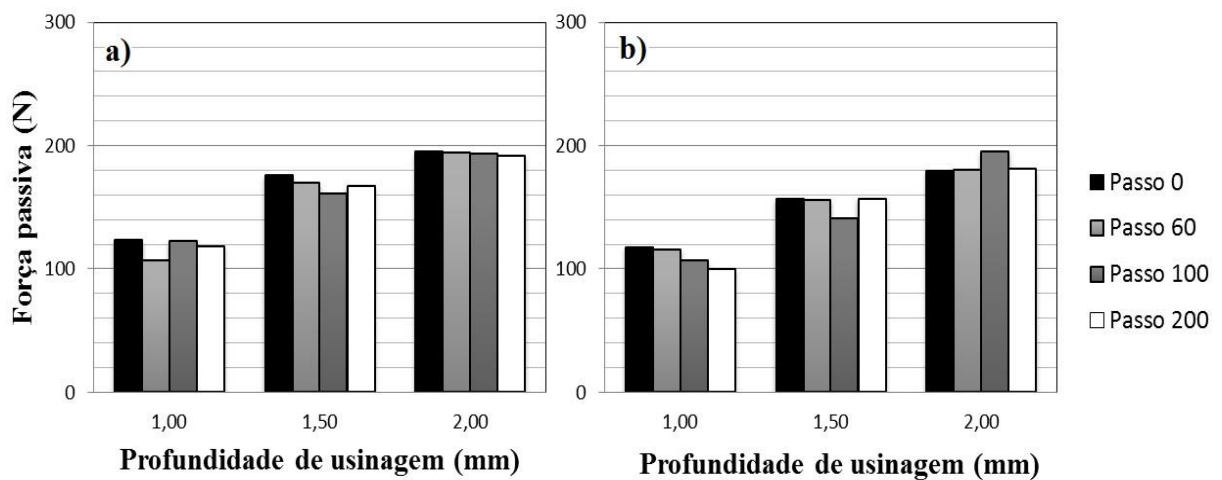 Força passiva (N)
a)
300
200
100
0
1,00
1,50
2,00
Profundidade de usinagem (mm)
b)
300
200
100
0
1,00
1,50
2,00
Profundidade de usinagem (mm)
Passo 0
Passo 60
Passo 100
Passo 200